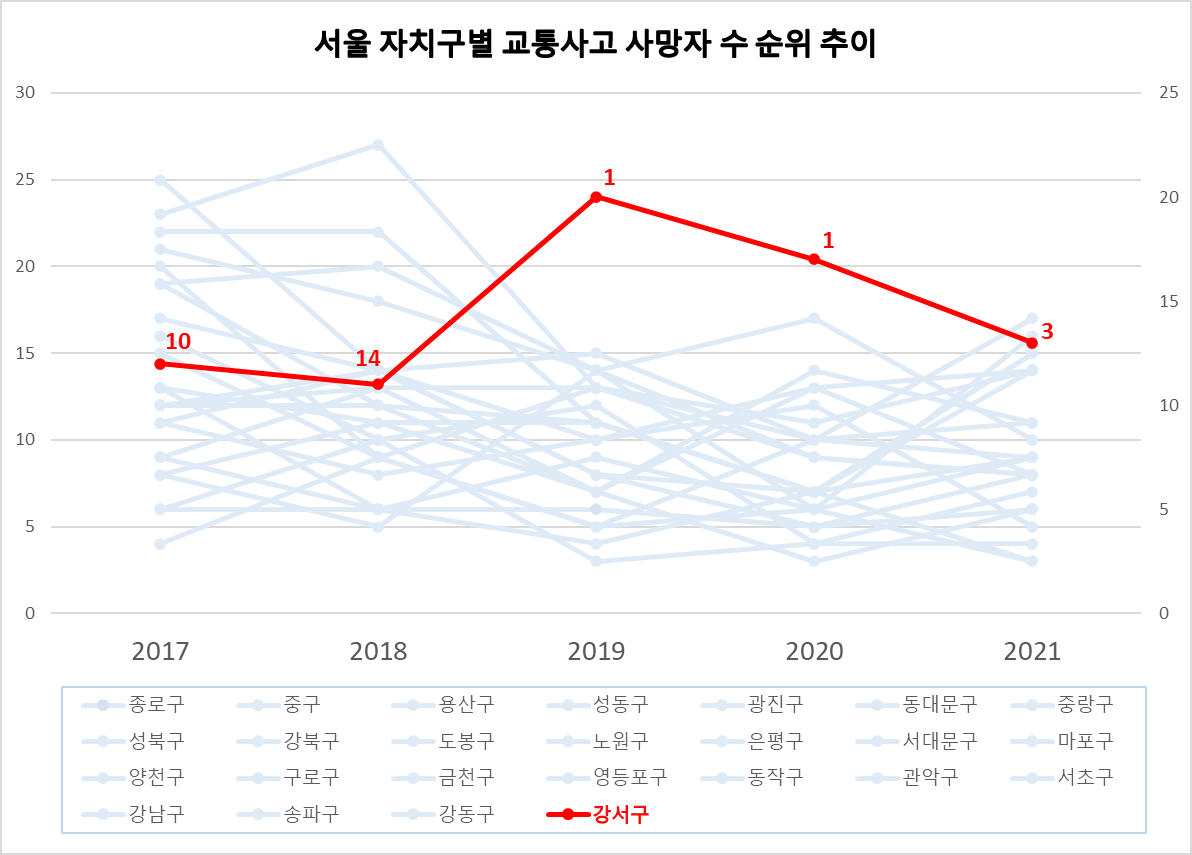 서울 자치구별 교통사고 사망자 수 순위 추이
30 25
25 20
20 15
15 10
10 5
5 0
0
1
1
3
10
14
2017 2018 2019 2020 2021
종로구 중구 용산구 성동구 광진구 동대문구 중랑구
성북구 강북구 도봉구 노원구 은평구 서대문구 마포구
양천구 구로구 금천구 영등포구 동작구 관악구 서초구
강남구 송파구 강동구 강서구